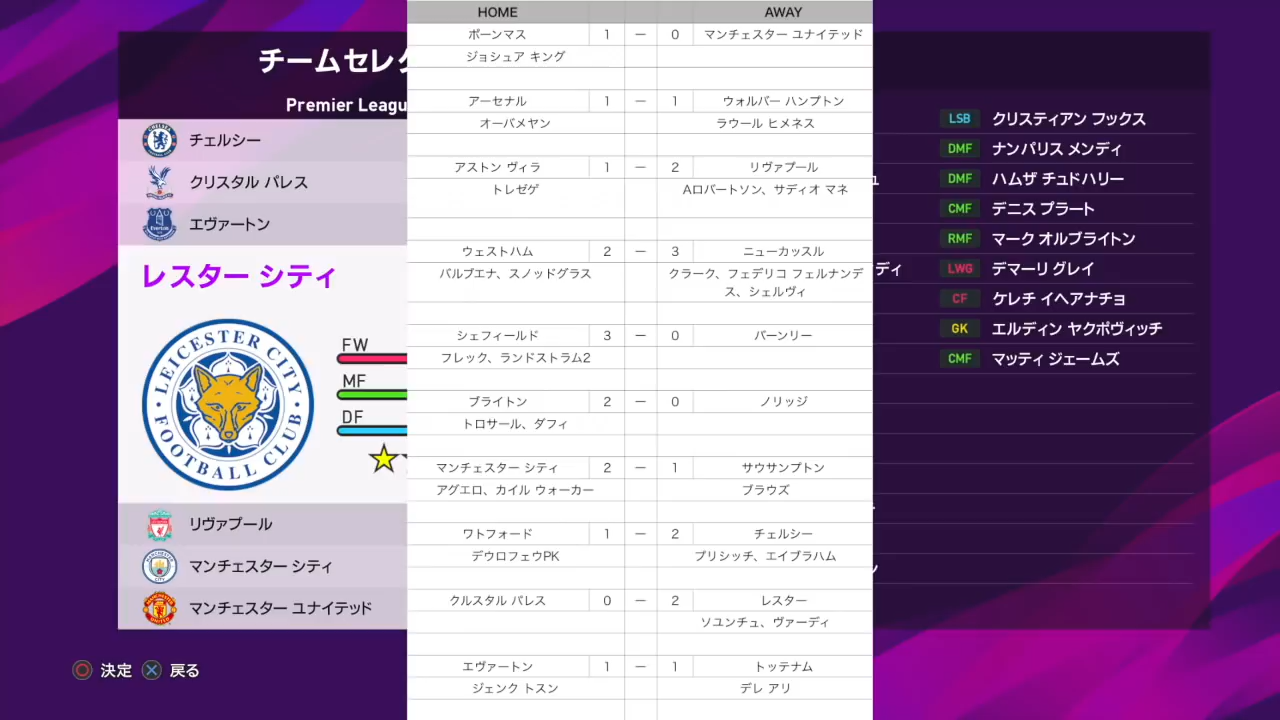 チームセレク
Premier Leagu
チェルシー
クリスタル パレス
エヴァートン
レスター シティ
LEICESTER CITY
FOOTBALL CLUB
FW
MF
DF
リヴァプール
マンチェスター シティ
マンチェスター ユナイテッド
決定 戻る
HOME AWAY
ボーンマス 1 — 0 マンチェスター ユナイテッド
ジョシュア キング
アーセナル 1 — 1 ウォルバー ハンプトン
オーバメヤン ラウール ヒメネス
アストン ヴィラ 1 — 2 リヴァプール
トレゼゲ Aロバートソン、サディオ マネ
ウェストハム 2 — 3 ニューカッスル
バルブエナ、スノッドグラス クラーク、フェデリコ フェルナンデ
ス、シェルヴィ
シェフィールド 3 — 0 バーンリー
フレック、ランドストラム2
ブライトン 2 — 0 ノリッジ
トロサール、ダフィ
マンチェスター シティ 2 — 1 サウサンプトン
アグエロ、カイル ウォーカー ブラウズ
ワトフォード 1 — 2 チェルシー
デウロフェウPK プリシッチ、エイブラハム
クルスタル パレス 0 — 2 レスター
ソユンチュ、ヴァーディ
エヴァートン 1 — 1 トッテナム
ジェンク トスン デレ アリ
LSB クリスティアン フックス
DMF ナンパリス メンディ
DMF ハムザ チュドハリー
CMF デニス プラート
RMF マーク オルブライトン
ディ LWG デマーリ グレイ
CF ケレチ イヘアナチョ
GK エルディン ヤクポヴィッチ
CMF マッティ ジェームズ